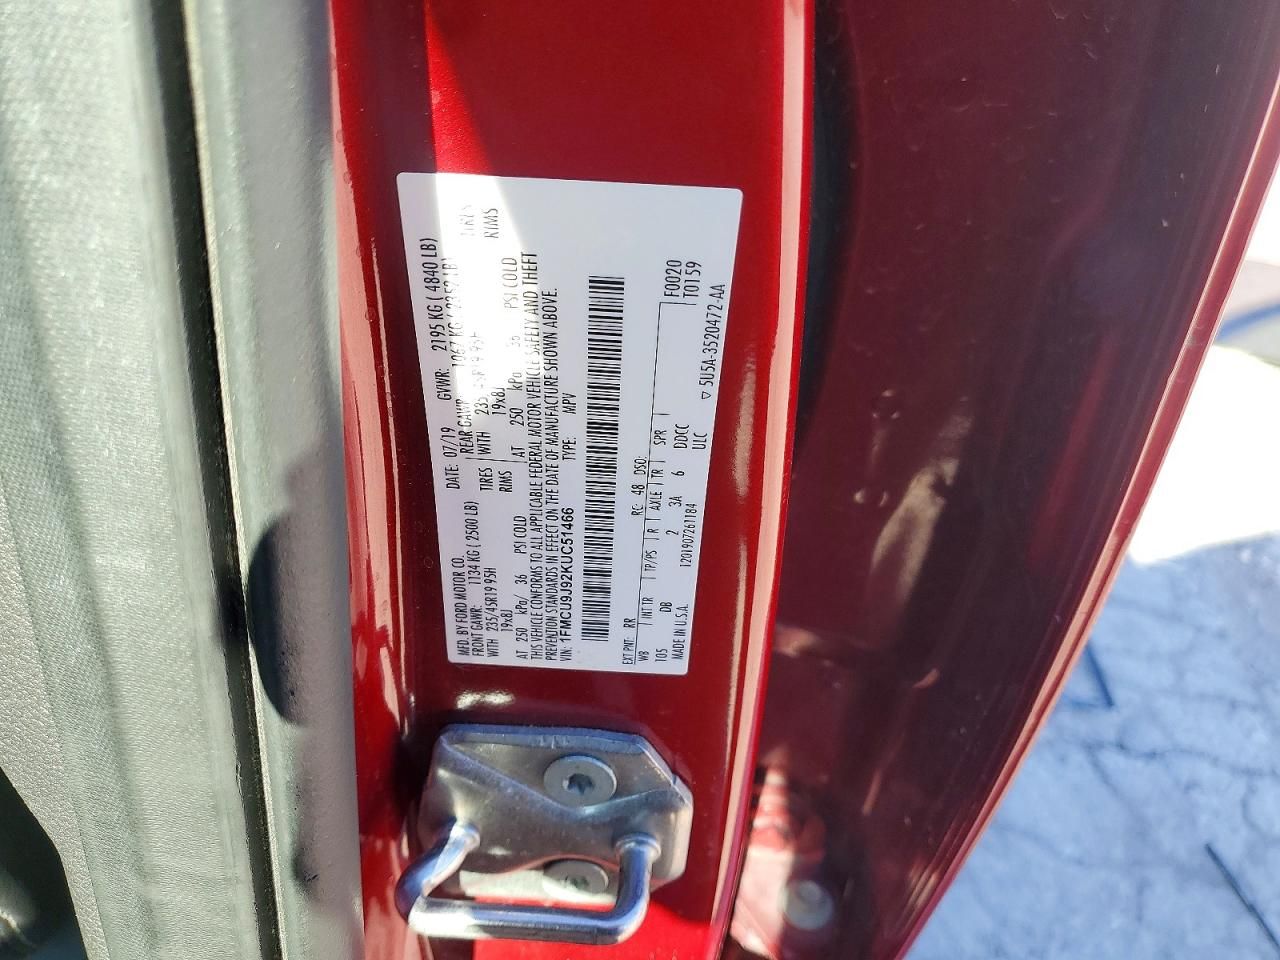 MFD. BY FORD MOTOR CO. DATE: 07/19 GVWR: 2195 KG ( 4840 LB)
FRONT GAWR: 1134 KG ( 2500 LB) REAR GAWR: 1067 KG
WITH 235/45R19 95H TIRES WITH TIRES
19x8J RIMS 19x8J RIMS
AT 250 kPa/ 36 PSI COLD AT 250 kPa 36 PSI COLD
THIS VEHICLE CONFORMS TO ALL APPLICABLE FEDERAL MOTOR VEHICLE SAFETY AND THEFT
PREVENTION STANDARDS IN EFFECT ON THE DATE OF MANUFACTURE SHOWN ABOVE.
VIN: 1FMCU9J92KUC51466 TYPE: MPV
EXT PNT: RR RC: 48 DSO: F0020
WB INT TR TP/PS R AXLE TR SPR T0159
105 DB 2 3A 6 DDCC
MADE IN U.S.A. 1201907261184 ULC ▽ 5U5A-3520472-AA